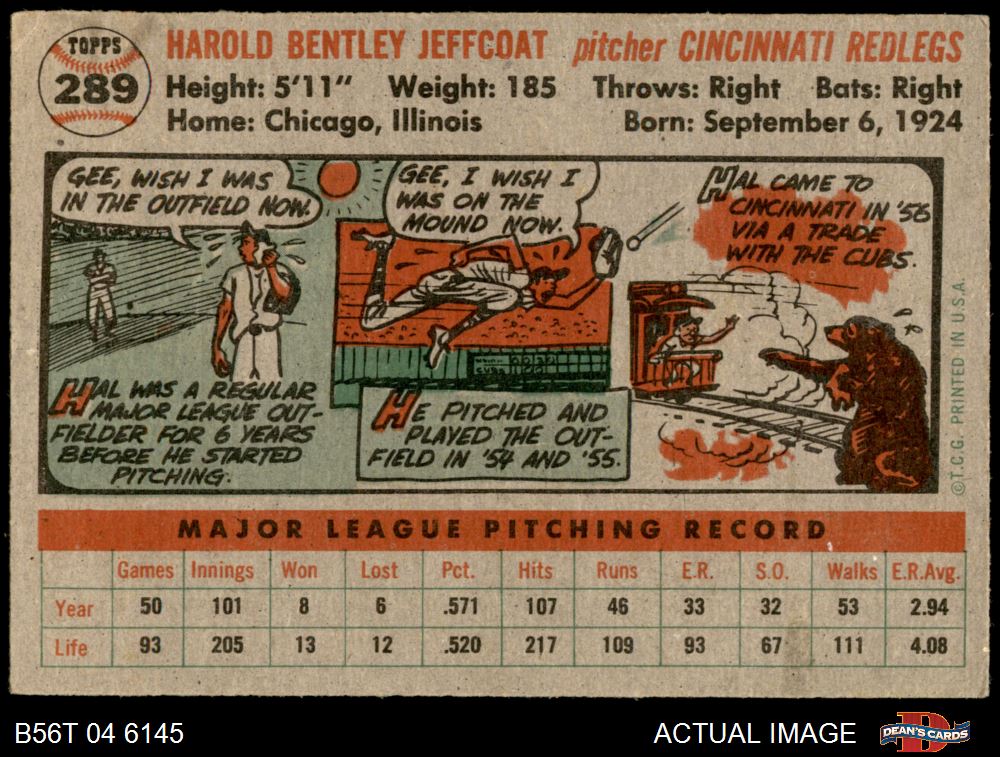 TOPPS
289
HAROLD BENTLEY JEFFCOAT pitcher CINCINNATI REDLEGS
Height: 5'11" Weight: 185 Throws: Right Bats: Right
Home: Chicago, Illinois Born: September 6, 1924
GEE, WISH I WAS
IN THE OUTFIELD NOW.
HAL WAS A REGULAR
MAJOR LEAGUE OUT-
FIELDER FOR 6 YEARS
BEFORE HE STARTED
PITCHING.
GEE, I WISH I
WAS ON THE
MOUND NOW.
HE PITCHED AND
PLAYED THE OUT-
FIELD IN '54 AND '55.
HAL CAME TO
CINCINNATI IN '56
VIA A TRADE
WITH THE CUBS.
©T.C.G. PRINTED IN U.S.A.
MAJOR LEAGUE PITCHING RECORD
Games Innings Won Lost Pct. Hits Runs E.R. S.O. Walks E.R.Avg.
Year 50 101 8 6 .571 107 46 33 32 53 2.94
Life 93 205 13 12 .520 217 109 93 67 111 4.08
B56T 04 6145 ACTUAL IMAGE
DEAN'S CARDS